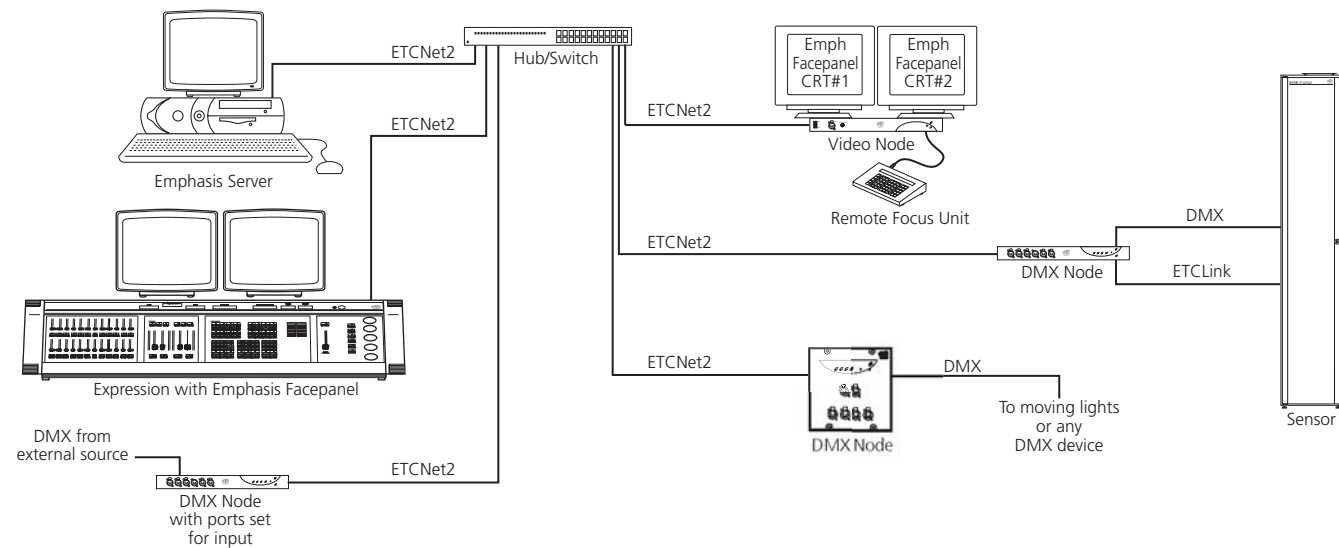 ETCNet2
Hub/Switch
Emphasis Server
ETCNet2
Expression with Emphasis Facepanel
DMX from
external source
ETCNet2
DMX Node
with ports set
for input
Emph
Facepanel
CRT#1
Emph
Facepanel
CRT#2
ETCNet2
Video Node
Remote Focus Unit
ETCNet2
DMX Node
DMX
ETCLink
Sensor
ETCNet2
DMX Node
DMX
To moving lights
or any
DMX device